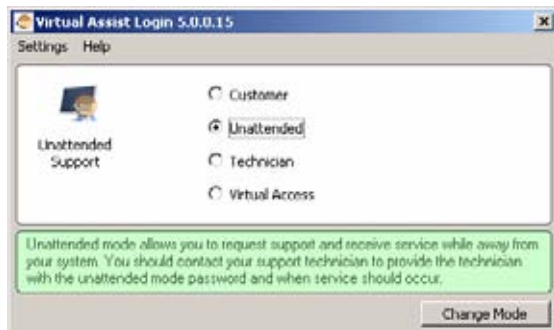 Virtual Assist Login 5.0.0.15
Settings Help
Unattended
Support
Customer
Unattended
Technician
Virtual Access
Unattended mode allows you to request support and receive service while away from
your system. You should contact your support technician to provide the technician
with the unattended mode password and when service should occur.
Change Mode